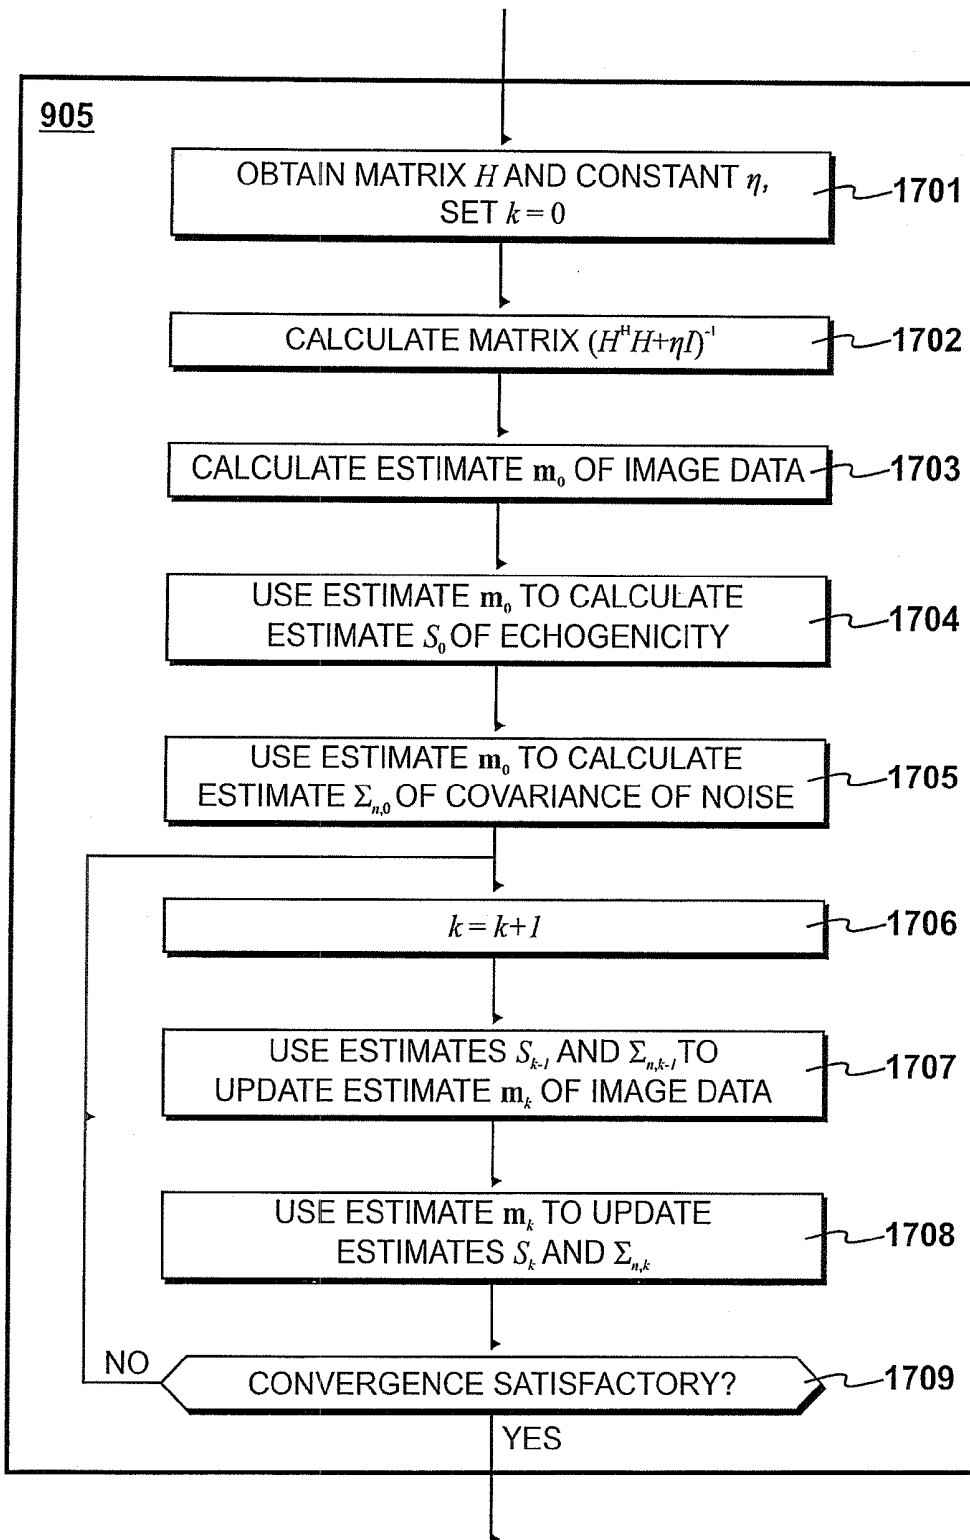 905
OBTAIN MATRIX H AND CONSTANT η,
SET k = 0
1701
CALCULATE MATRIX (HᴴH+ηI)⁻¹
1702
CALCULATE ESTIMATE m₀ OF IMAGE DATA
1703
USE ESTIMATE m₀ TO CALCULATE
ESTIMATE S₀ OF ECHOGENICITY
1704
USE ESTIMATE m₀ TO CALCULATE
ESTIMATE Σₙ,₀ OF COVARIANCE OF NOISE
1705
k = k+1
1706
USE ESTIMATES Sₖ₋₁ AND Σₙ,ₖ₋₁ TO
UPDATE ESTIMATE mₖ OF IMAGE DATA
1707
USE ESTIMATE mₖ TO UPDATE
ESTIMATES Sₖ AND Σₙ,ₖ
1708
NO
CONVERGENCE SATISFACTORY?
1709
YES